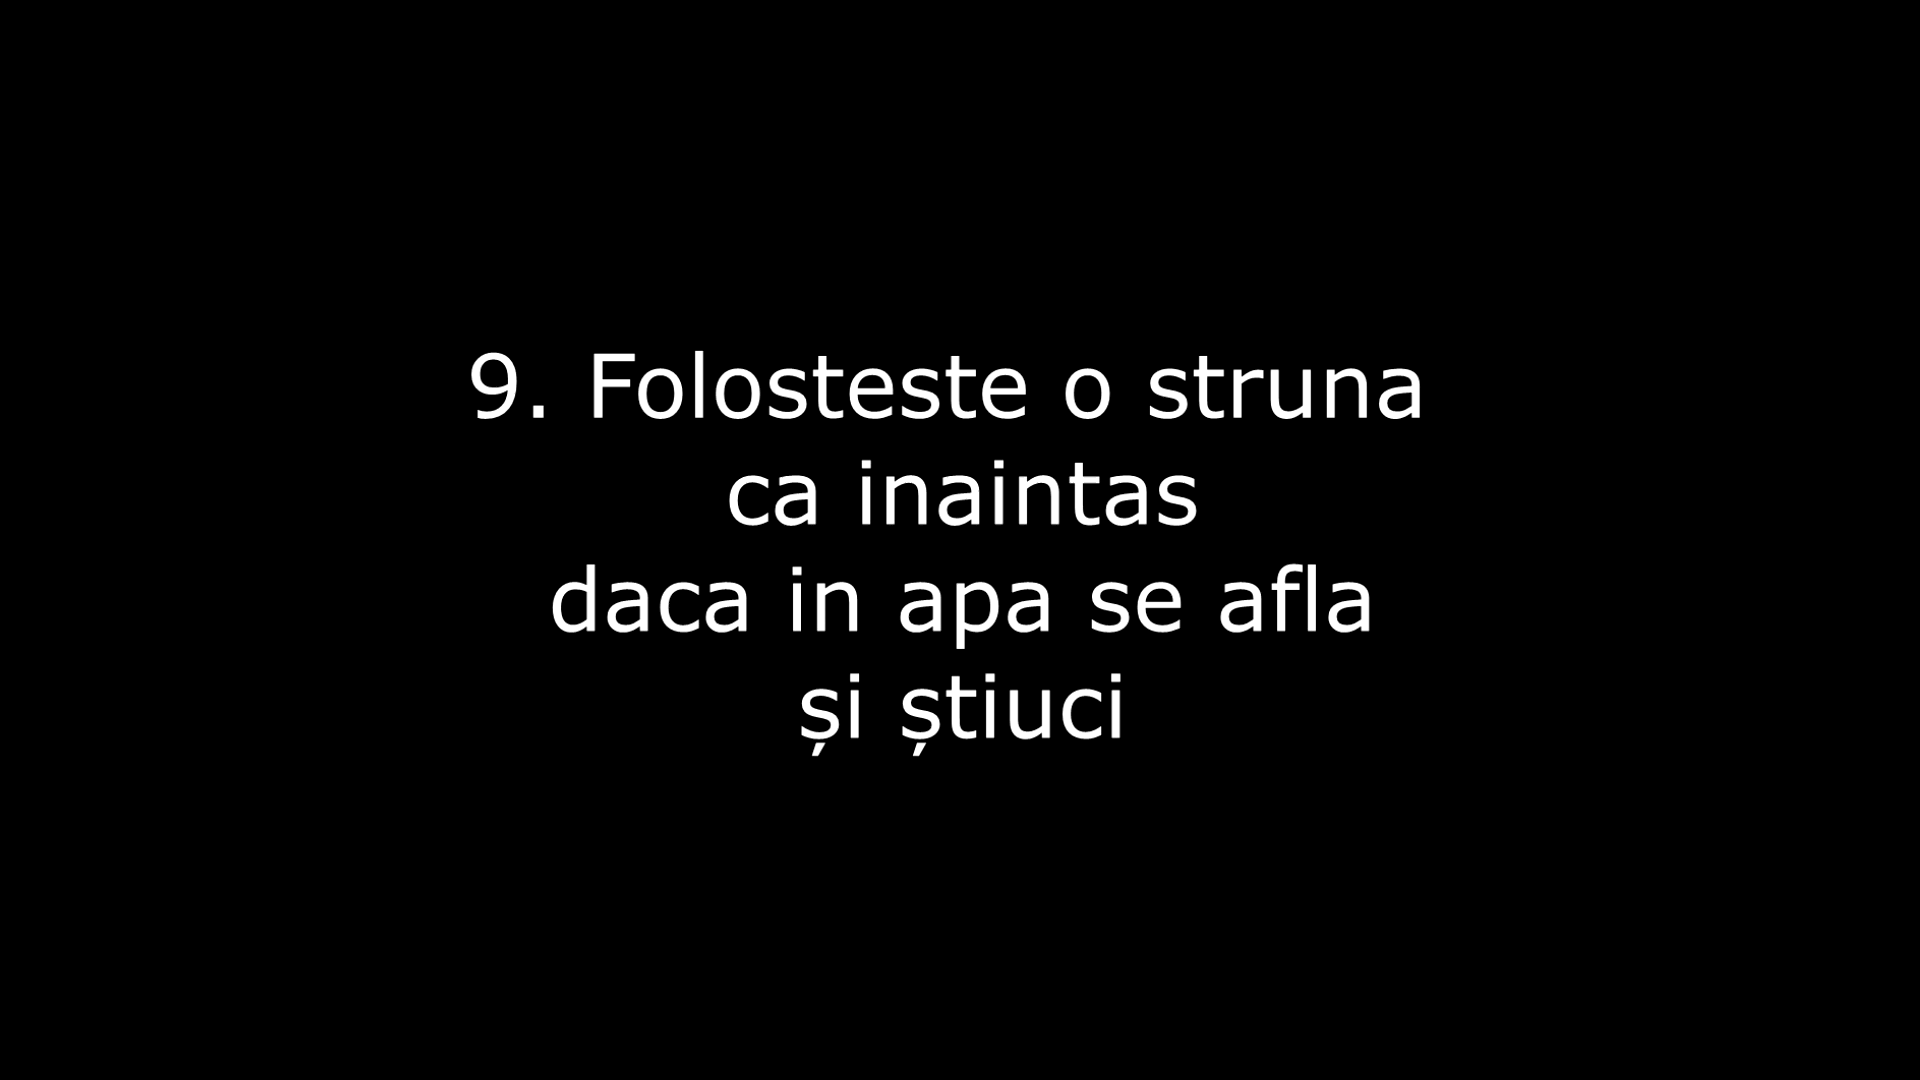 9. Folosteste o struna
ca inaintas
daca in apa se afla
și știuci